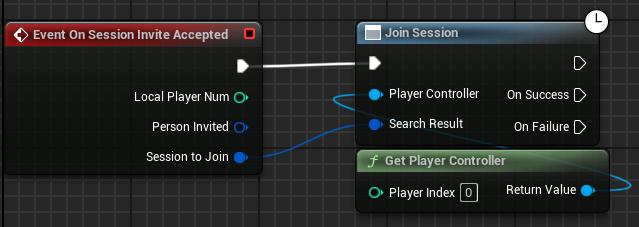 Event On Session Invite Accepted
Local Player Num
Person Invited
Session to Join
Join Session
Player Controller
On Success
Search Result
On Failure
f Get Player Controller
Player Index 0
Return Value